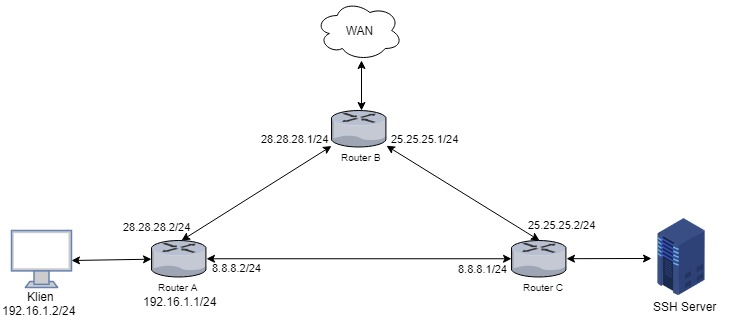 WAN
28.28.28.1/24
25.25.25.1/24
Router B
28.28.28.2/24
25.25.25.2/24
8.8.8.2/24
8.8.8.1/24
Klien
192.16.1.2/24
Router A
192.16.1.1/24
Router C
SSH Server